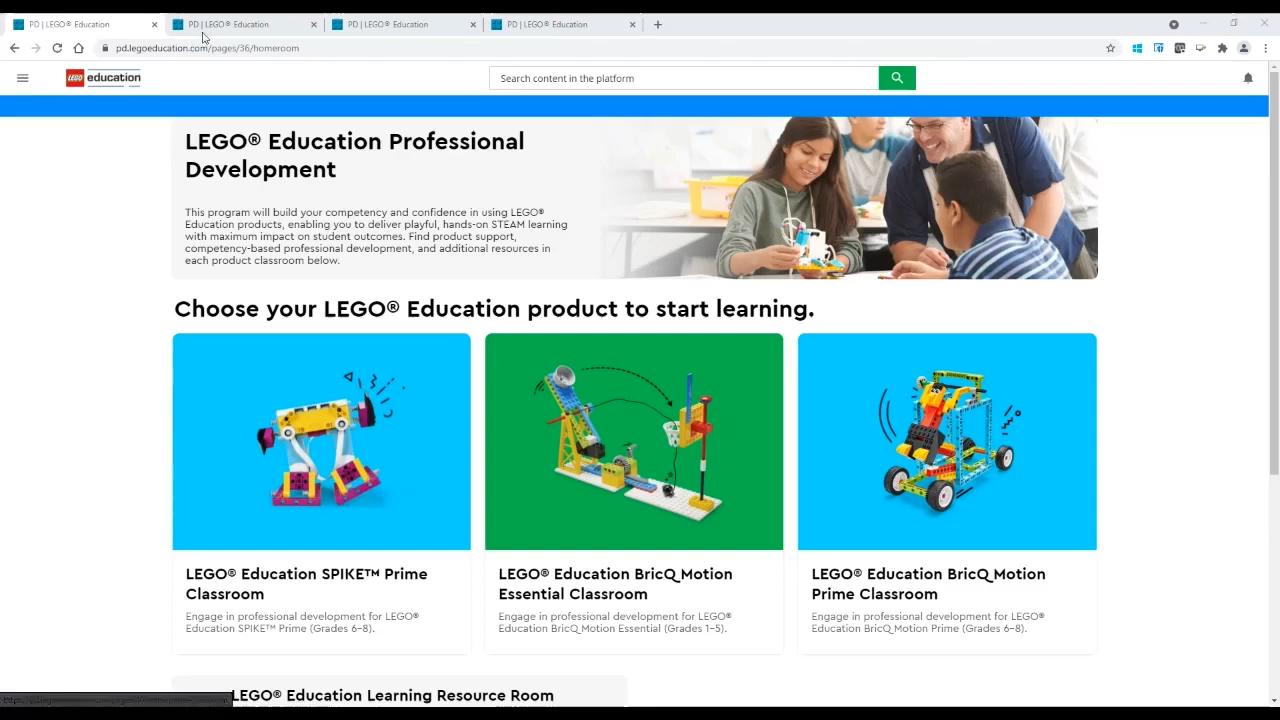 PD | LEGO® Education
PD | LEGO® Education
PD | LEGO® Education
PD | LEGO® Education
pd.legoeducation.com/pages/36/homeroom
LEGO education
Search content in the platform
LEGO® Education Professional
Development
This program will build your competency and confidence in using LEGO®
Education products, enabling you to deliver playful, hands-on STEAM learning
with maximum impact on student outcomes. Find product support,
competency-based professional development, and additional resources in
each product classroom below.
Choose your LEGO® Education product to start learning.
LEGO® Education SPIKE™ Prime
Classroom
Engage in professional development for LEGO®
Education SPIKE™ Prime (Grades 6-8).
LEGO® Education BricQ Motion
Essential Classroom
Engage in professional development for LEGO®
Education BricQ Motion Essential (Grades 1-5).
LEGO® Education BricQ Motion
Prime Classroom
Engage in professional development for LEGO®
Education BricQ Motion Prime (Grades 6-8).
LEGO® Education Learning Resource Room